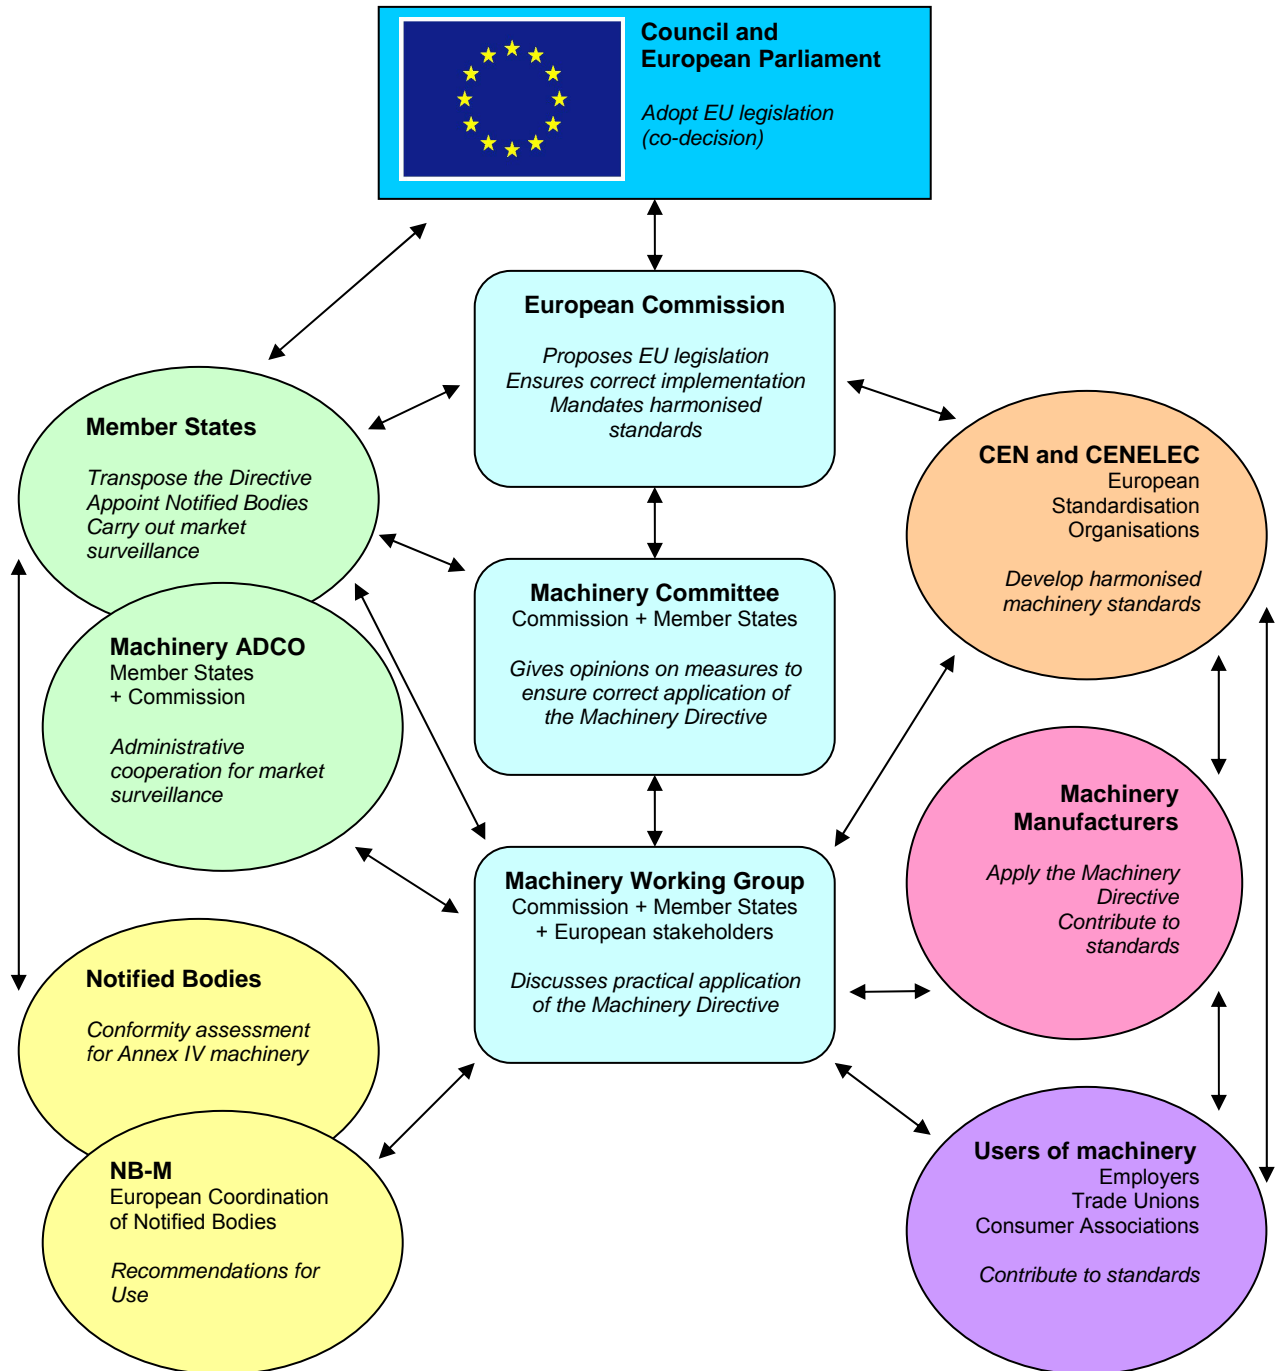 Council and
European Parliament
Adopt EU legislation
(co-decision)
European Commission
Proposes EU legislation
Ensures correct implementation
Mandates harmonised
standards
Member States
Transpose the Directive
Appoint Notified Bodies
Carry out market
surveillance
CEN and CENELEC
European
Standardisation
Organisations
Develop harmonised
machinery standards
Machinery Committee
Commission + Member States
Gives opinions on measures to
ensure correct application of
the Machinery Directive
Machinery ADCO
Member States
+ Commission
Administrative
cooperation for market
surveillance
Machinery
Manufacturers
Apply the Machinery
Directive
Contribute to
standards
Machinery Working Group
Commission + Member States
+ European stakeholders
Discusses practical application
of the Machinery Directive
Notified Bodies
Conformity assessment
for Annex IV machinery
NB-M
European Coordination
of Notified Bodies
Recommendations for
Use
Users of machinery
Employers
Trade Unions
Consumer Associations
Contribute to standards